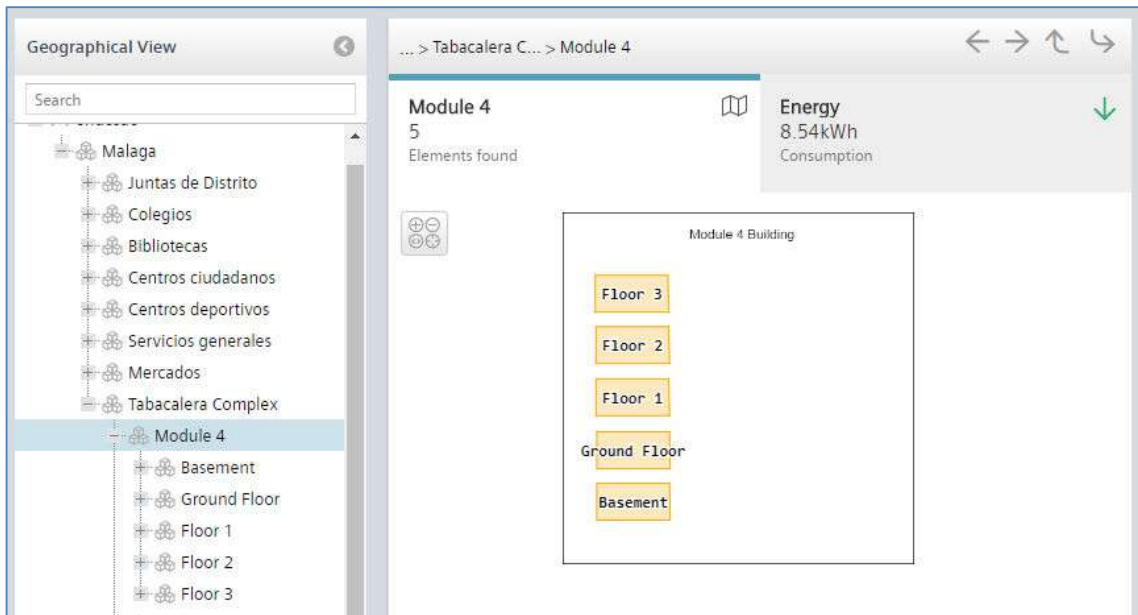 Geographical View
Search
Malaga
Juntas de Distrito
Colegios
Bibliotecas
Centros ciudadanos
Centros deportivos
Servicios generales
Mercados
Tabacalera Complex
Module 4
Basement
Ground Floor
Floor 1
Floor 2
Floor 3
... > Tabacalera C... > Module 4
Module 4
5
Elements found
Energy
8.54kWh
Consumption
Module 4 Building
Floor 3
Floor 2
Floor 1
Ground Floor
Basement